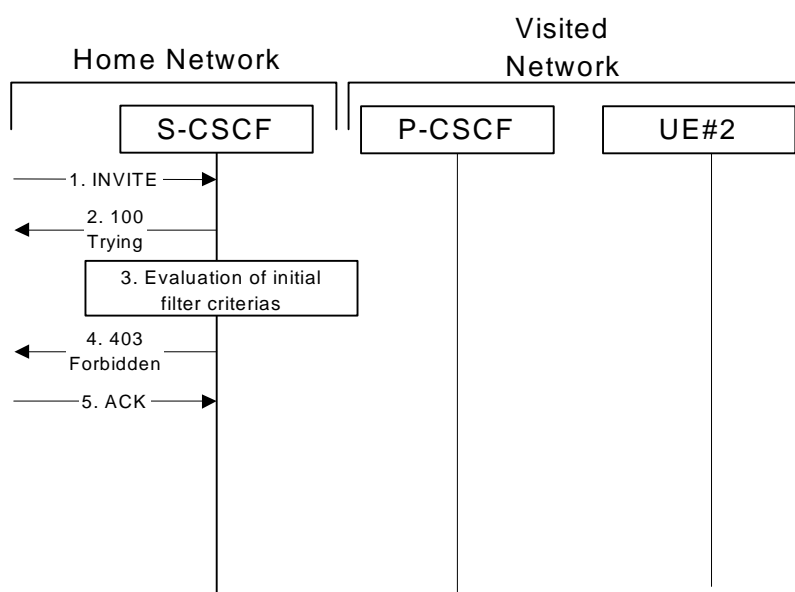 Home Network
Visited
Network
S-CSCF
P-CSCF
UE#2
1. INVITE
2. 100
Trying
3. Evaluation of initial
filter criterias
4. 403
Forbidden
5. ACK